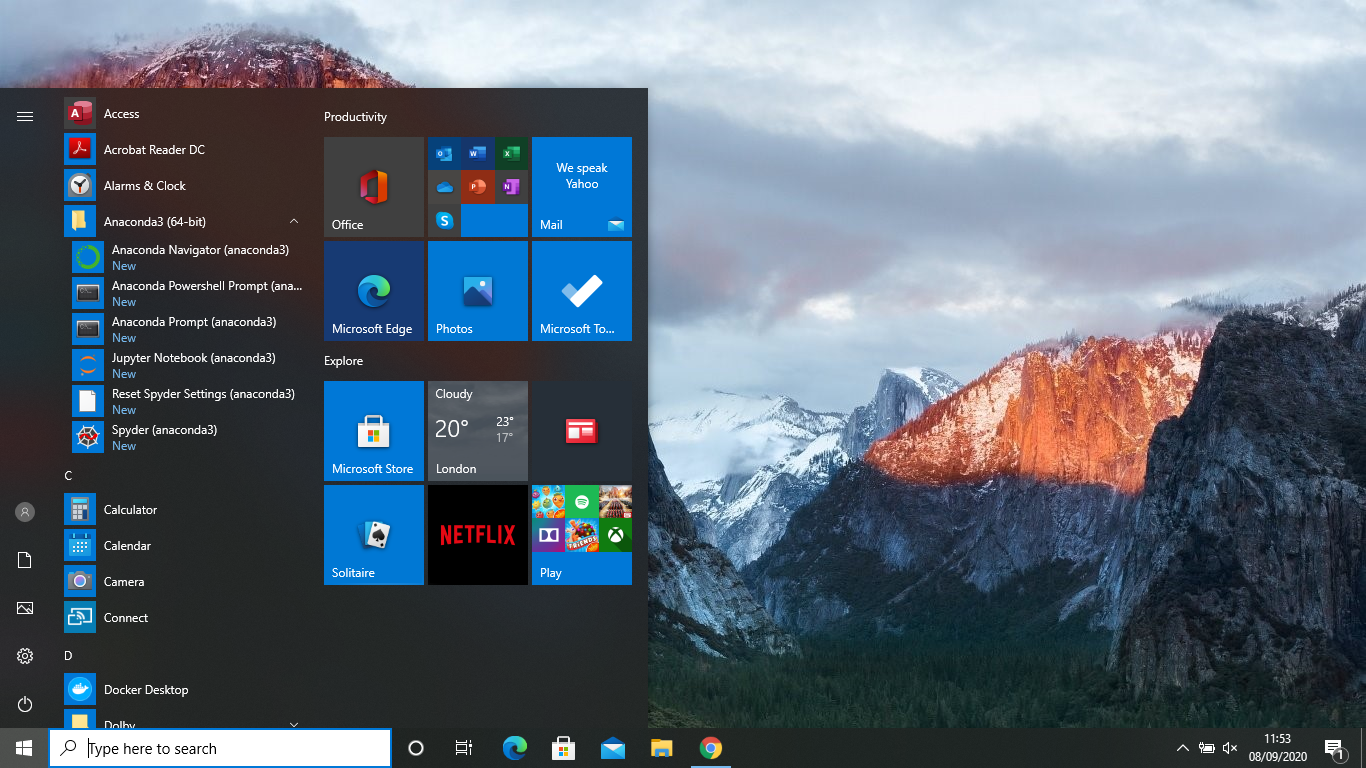 Access
Acrobat Reader DC
Alarms & Clock
Anaconda3 (64-bit)
Anaconda Navigator (anaconda3)
New
Anaconda Powershell Prompt (ana...
New
Anaconda Prompt (anaconda3)
New
Jupyter Notebook (anaconda3)
New
Reset Spyder Settings (anaconda3)
New
Spyder (anaconda3)
New
C
Calculator
Calendar
Camera
Connect
D
Docker Desktop
Dolby
Productivity
Office
We speak
Yahoo
Mail
Microsoft Edge
Photos
Microsoft To...
Explore
Microsoft Store
Cloudy
20°
23°
17°
London
Solitaire
NETFLIX
FRIENDS
Play
Type here to search
11:53
08/09/2020
1